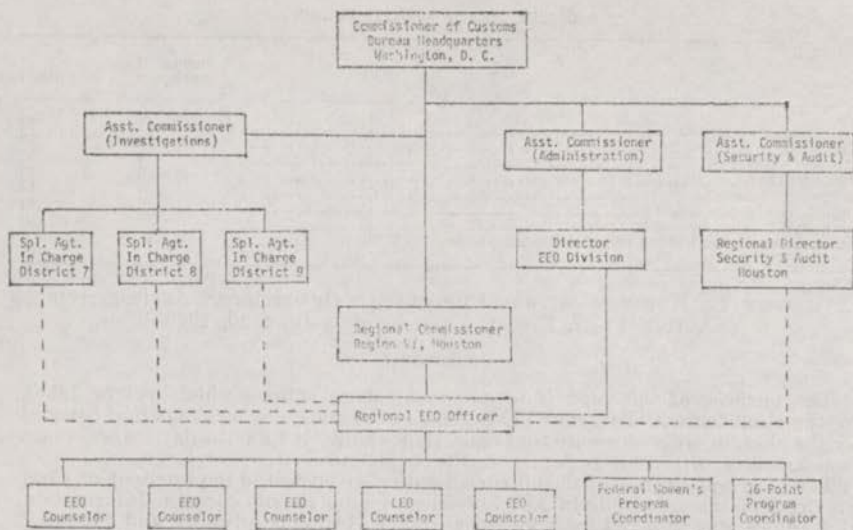 Commissioner of Customs
Bureau Headquarters
Washington, D. C.
Asst. Commissioner
(Investigations)
Asst. Commissioner
(Administration)
Asst. Commissioner
(Security & Audit)
Spl. Agt.
In Charge
District 7
Spl. Agt.
In Charge
District 8
Spl. Agt.
In Charge
District 9
Director
EEO Division
Regional Director
Security & Audit
Houston
Regional Commissioner
Region VI, Houston
Regional EEO Officer
EEO
Counselor
EEO
Counselor
EEO
Counselor
EEO
Counselor
EEO
Counselor
Federal Women's
Program
Coordinator
16-Point
Program
Coordinator